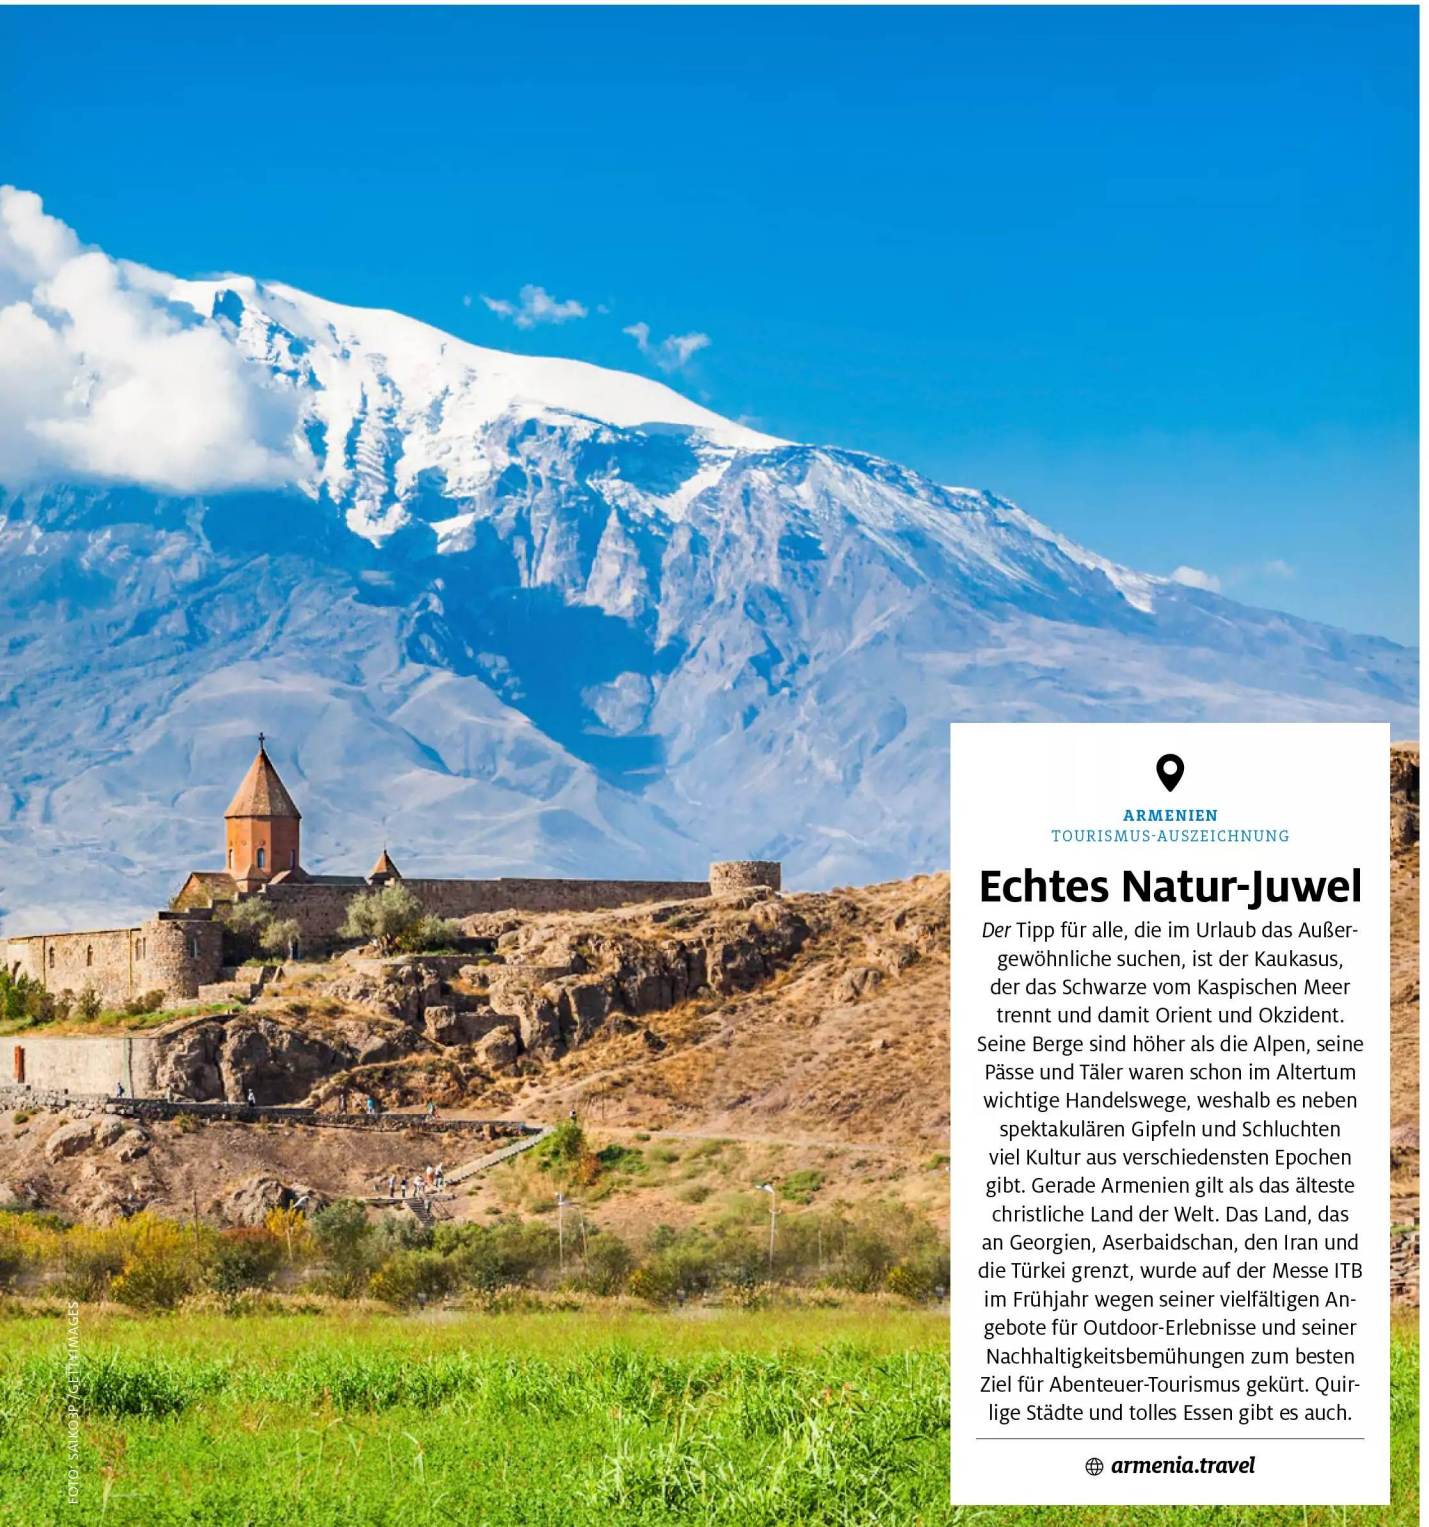 ARMENIEN
TOURISMUS-AUSZEICHNUNG
Echtes Natur-Juwel
Der Tipp für alle, die im Urlaub das Außer-
gewöhnliche suchen, ist der Kaukasus,
der das Schwarze vom Kaspischen Meer
trennt und damit Orient und Okzident.
Seine Berge sind höher als die Alpen, seine
Pässe und Täler waren schon im Altertum
wichtige Handelswege, weshalb es neben
spektakulären Gipfeln und Schluchten
viel Kultur aus verschiedensten Epochen
gibt. Gerade Armenien gilt als das älteste
christliche Land der Welt. Das Land, das
an Georgien, Aserbaidschan, den Iran und
die Türkei grenzt, wurde auf der Messe ITB
im Frühjahr wegen seiner vielfältigen An-
gebote für Outdoor-Erlebnisse und seiner
Nachhaltigkeitsbemühungen zum besten
Ziel für Abenteuer-Tourismus gekürt. Quir-
lige Städte und tolles Essen gibt es auch.
armenia.travel
FOTO: SAIKO3P/GETTYIMAGES